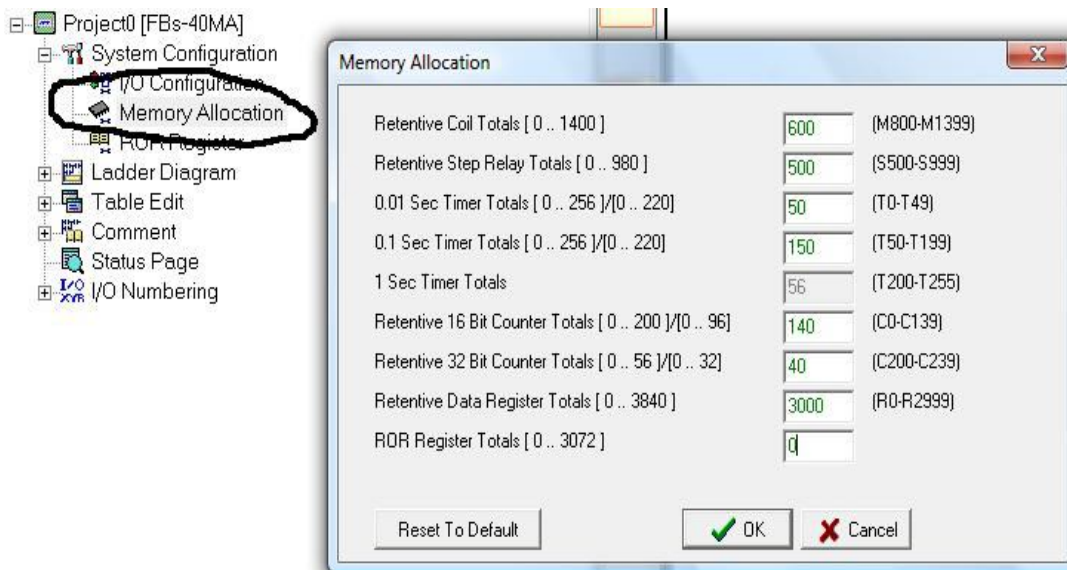 Project0 [FBs-40MA]
System Configuration
I/O Configuration
Memory Allocation
ROR Register
Ladder Diagram
Table Edit
Comment
Status Page
I/O Numbering
Memory Allocation
Retentive Coil Totals [ 0 .. 1400 ] 600 (M800-M1399)
Retentive Step Relay Totals [ 0 .. 980 ] 500 (S500-S999)
0.01 Sec Timer Totals [ 0 .. 256 ]/[0 .. 220] 50 (T0-T49)
0.1 Sec Timer Totals [ 0 .. 256 ]/[0 .. 220] 150 (T50-T199)
1 Sec Timer Totals 56 (T200-T255)
Retentive 16 Bit Counter Totals [ 0 .. 200 ]/[0 .. 96] 140 (C0-C139)
Retentive 32 Bit Counter Totals [ 0 .. 56 ]/[0 .. 32] 40 (C200-C239)
Retentive Data Register Totals [ 0 .. 3840 ] 3000 (R0-R2999)
ROR Register Totals [ 0 .. 3072 ] 0
Reset To Default OK Cancel